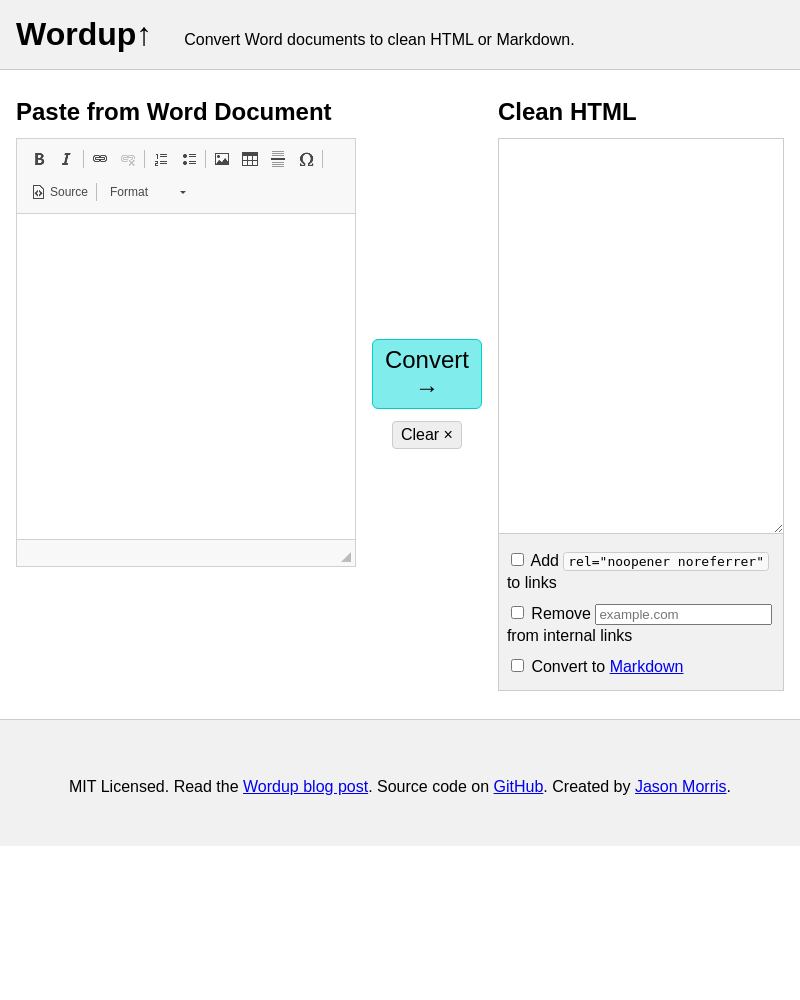 Wordup↑
Convert Word documents to clean HTML or Markdown.
Paste from Word Document
Source
Format
Convert
→
Clear ×
Clean HTML
Add rel="noopener noreferrer"
to links
Remove example.com
from internal links
Convert to Markdown
MIT Licensed. Read the Wordup blog post. Source code on GitHub. Created by Jason Morris.